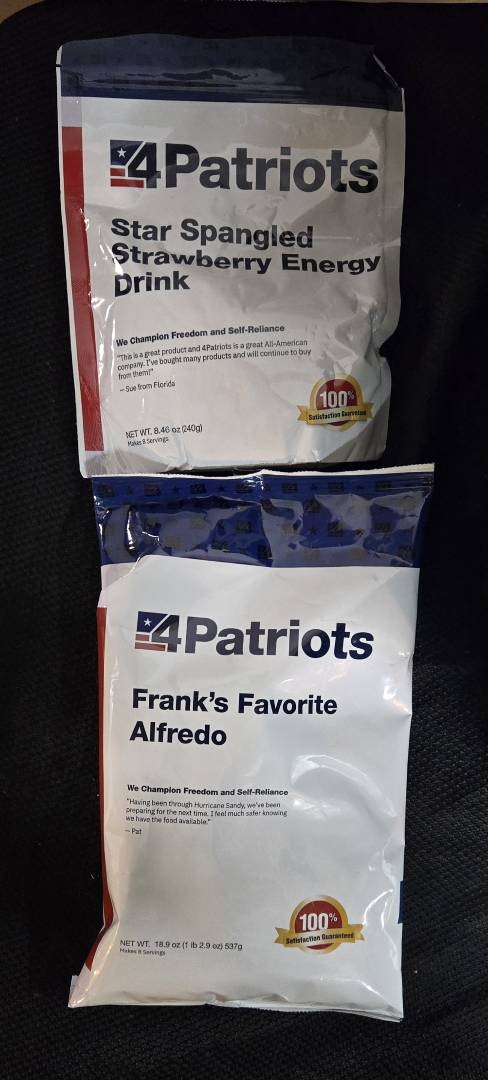 4Patriots
Star Spangled
Strawberry Energy
Drink
We Champion Freedom and Self-Reliance
"This is a great product and 4Patriots is a great All-American
company. I've bought many products and will continue to buy
from them!"
— Sue from Florida
100%
Satisfaction Guaranteed
NET WT. 8.46 oz (240g)
Makes 8 Servings
4Patriots
Frank's Favorite
Alfredo
We Champion Freedom and Self-Reliance
"Having been through Hurricane Sandy, we've been
preparing for the next time. I feel much safer knowing
we have the food available."
— Pat
100%
Satisfaction Guaranteed
NET WT. 18.9 oz (1 lb 2.9 oz) 537g
Makes 8 Servings